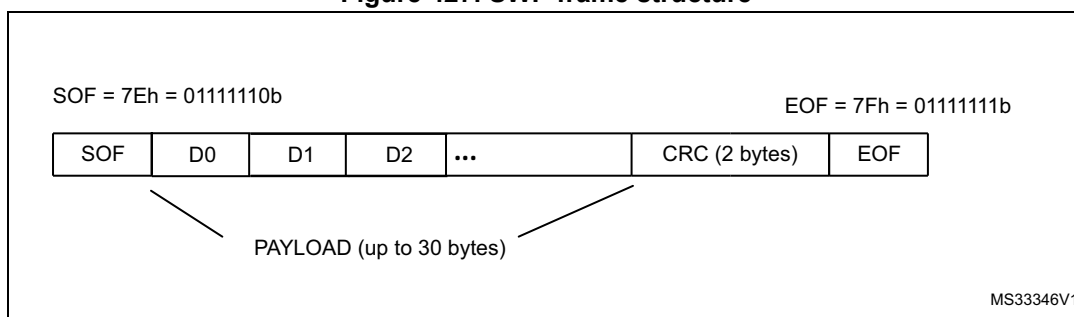 SOF = 7Eh = 01111110b
EOF = 7Fh = 01111111b
SOF D0 D1 D2 ... CRC (2 bytes) EOF
PAYLOAD (up to 30 bytes)
MS33346V1